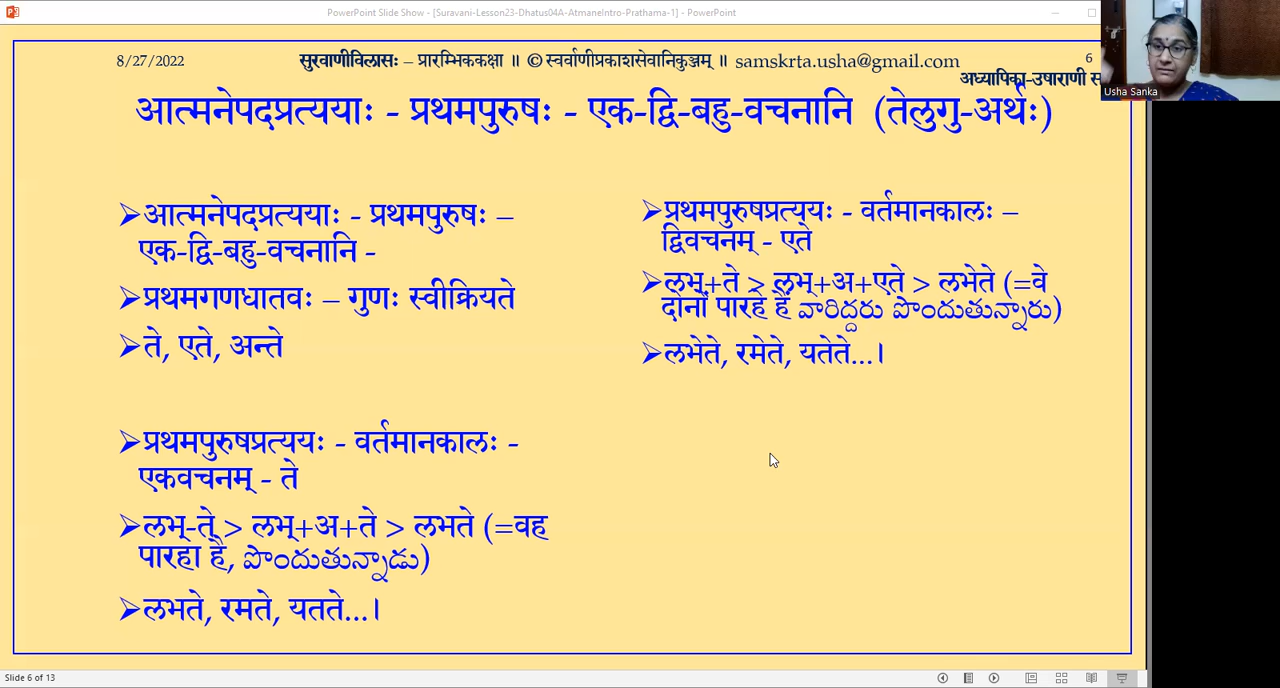 PowerPoint Slide Show - [Suravani-Lesson23-Dhatus04A-AtmaneIntro-Prathama-1] - PowerPoint
8/27/2022 सुरवाणीविलासः – प्रारम्भिककक्षा ॥ © स्वर्वाणीप्रकाशसेवानिकुञ्जम् ॥ samskrta.usha@gmail.com 6
अध्यापिका-उषाराणी स
Usha Sanka
आत्मनेपदप्रत्ययाः - प्रथमपुरुषः - एक-द्वि-बहु-वचनानि (तेलुगु-अर्थः)
➢आत्मनेपदप्रत्ययाः - प्रथमपुरुषः –
एक-द्वि-बहु-वचनानि -
➢प्रथमगणधातवः – गुणः स्वीक्रियते
➢ते, एते, अन्ते
➢प्रथमपुरुषप्रत्ययः - वर्तमानकालः -
एकवचनम् - ते
➢लभ्-ते > लभ्+अ+ते > लभते (=वह
पारहा है, పొందుతున్నాడు)
➢लभते, रमते, यतते...।
➢प्रथमपुरुषप्रत्ययः - वर्तमानकालः –
द्विवचनम् - एते
➢लभ्+ते > लभ्+अ+एते > लभेते (=वे
दोनों पारहे हैं వారిద్దరు పొందుతున్నారు)
➢लभेते, रमेते, यतेते...।
Slide 6 of 13